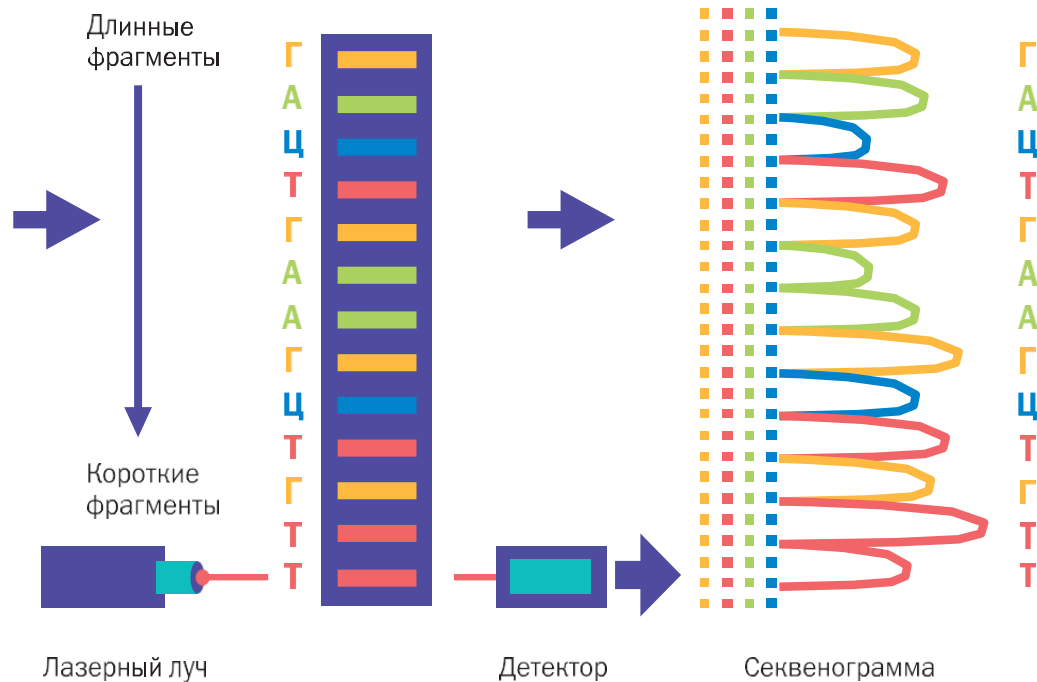 Длинные
фрагменты
Г
А
Ц
Т
Г
А
А
Г
Ц
Т
Г
Т
Т
Короткие
фрагменты
Г
А
Ц
Т
Г
А
А
Г
Ц
Т
Г
Т
Т
Лазерный луч
Детектор
Секвенограмма